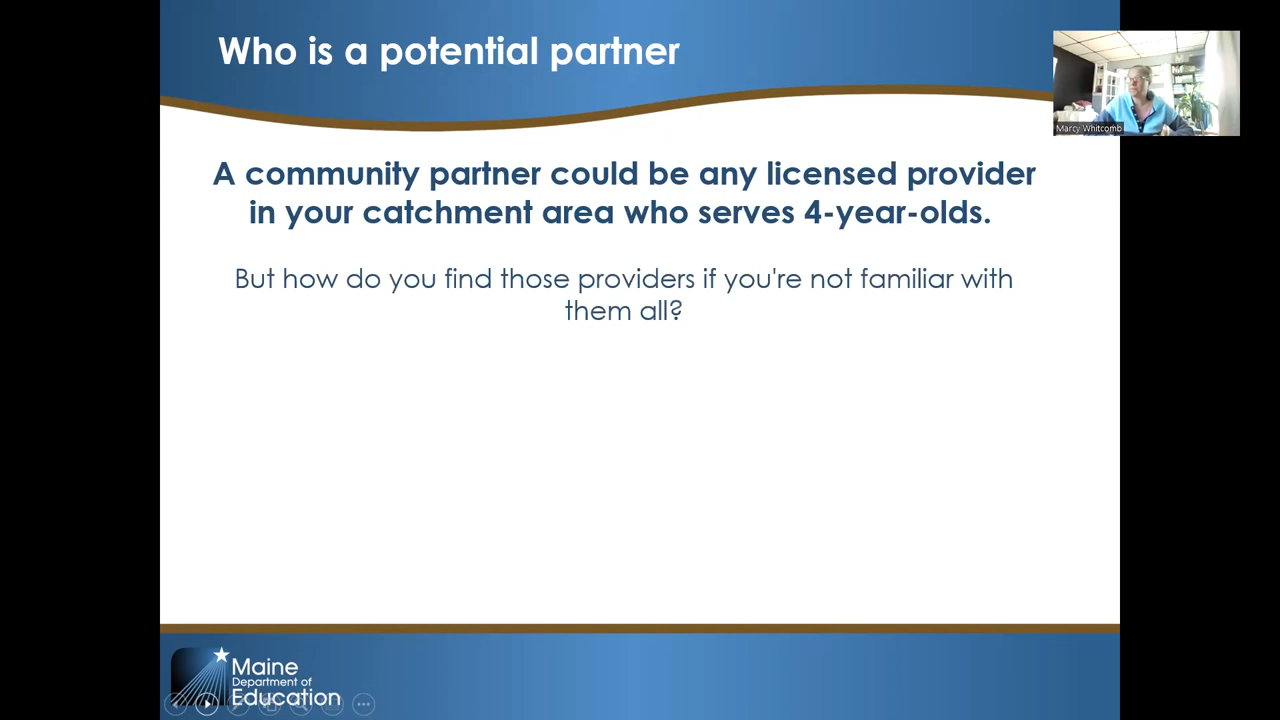 Who is a potential partner
Marcy Whitcomb
A community partner could be any licensed provider
in your catchment area who serves 4-year-olds.
But how do you find those providers if you're not familiar with
them all?
Maine
Department of
Education